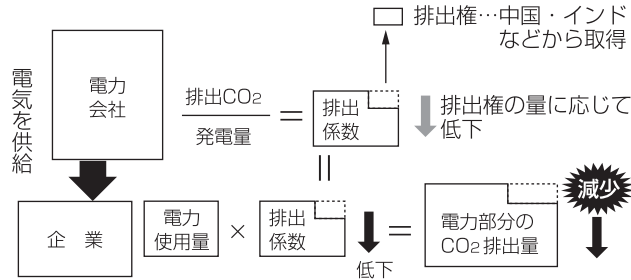 排出権…中国・インド
などから取得
電気を供給
電力
会社
排出CO2
発電量
=
排出
係数
排出権の量に応じて
低下
=
企 業
電力
使用量
×
排出
係数
低下
=
電力部分の
CO2排出量
減少